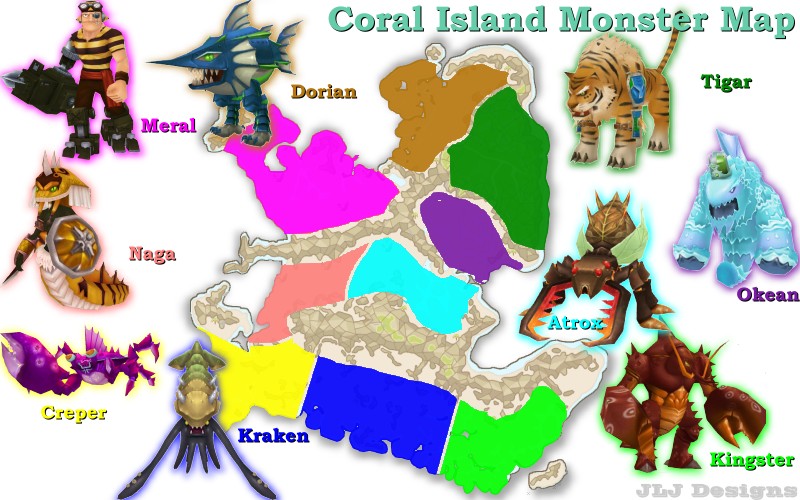 Coral Island Monster Map
Dorian
Tigar
Meral
Naga
Okean
Atrox
Creper
Kraken
Kingster
JLJ Designs